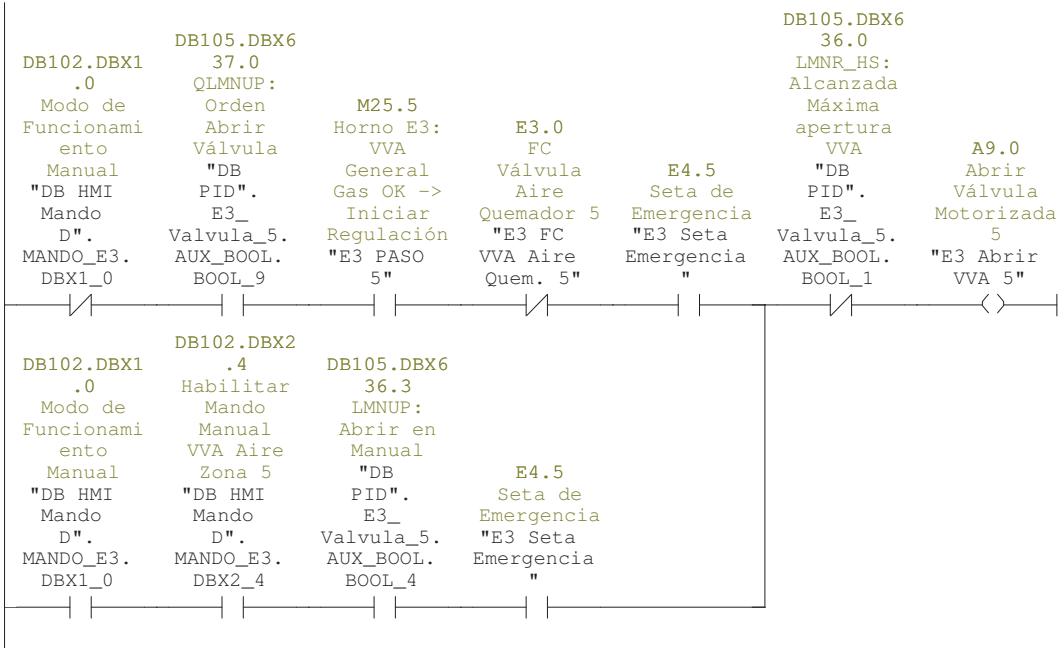 DB102.DBX1
.0
Modo de
Funcionami
ento
Manual
"DB HMI
Mando
D".
MANDO_E3.
DBX1_0
DB105.DBX6
37.0
QLMNUP:
Orden
Abrir
Válvula
"DB
PID".
E3_
Valvula_5.
AUX_BOOL.
BOOL_9
M25.5
Horno E3:
VVA
General
Gas OK ->
Iniciar
Regulación
"E3 PASO
5"
E3.0
FC
Válvula
Aire
Quemador 5
"E3 FC
VVA Aire
Quem. 5"
E4.5
Seta de
Emergencia
"E3 Seta
Emergencia
"
DB105.DBX6
36.0
LMNR_HS:
Alcanzada
Máxima
apertura
VVA
"DB
PID".
E3_
Valvula_5.
AUX_BOOL.
BOOL_1
A9.0
Abrir
Válvula
Motorizada
5
"E3 Abrir
VVA 5"
DB102.DBX1
.0
Modo de
Funcionami
ento
Manual
"DB HMI
Mando
D".
MANDO_E3.
DBX1_0
DB102.DBX2
.4
Habilitar
Mando
Manual
VVA Aire
Zona 5
"DB HMI
Mando
D".
MANDO_E3.
DBX2_4
DB105.DBX6
36.3
LMNUP:
Abrir en
Manual
"DB
PID".
E3_
Valvula_5.
AUX_BOOL.
BOOL_4
E4.5
Seta de
Emergencia
"E3 Seta
Emergencia
"